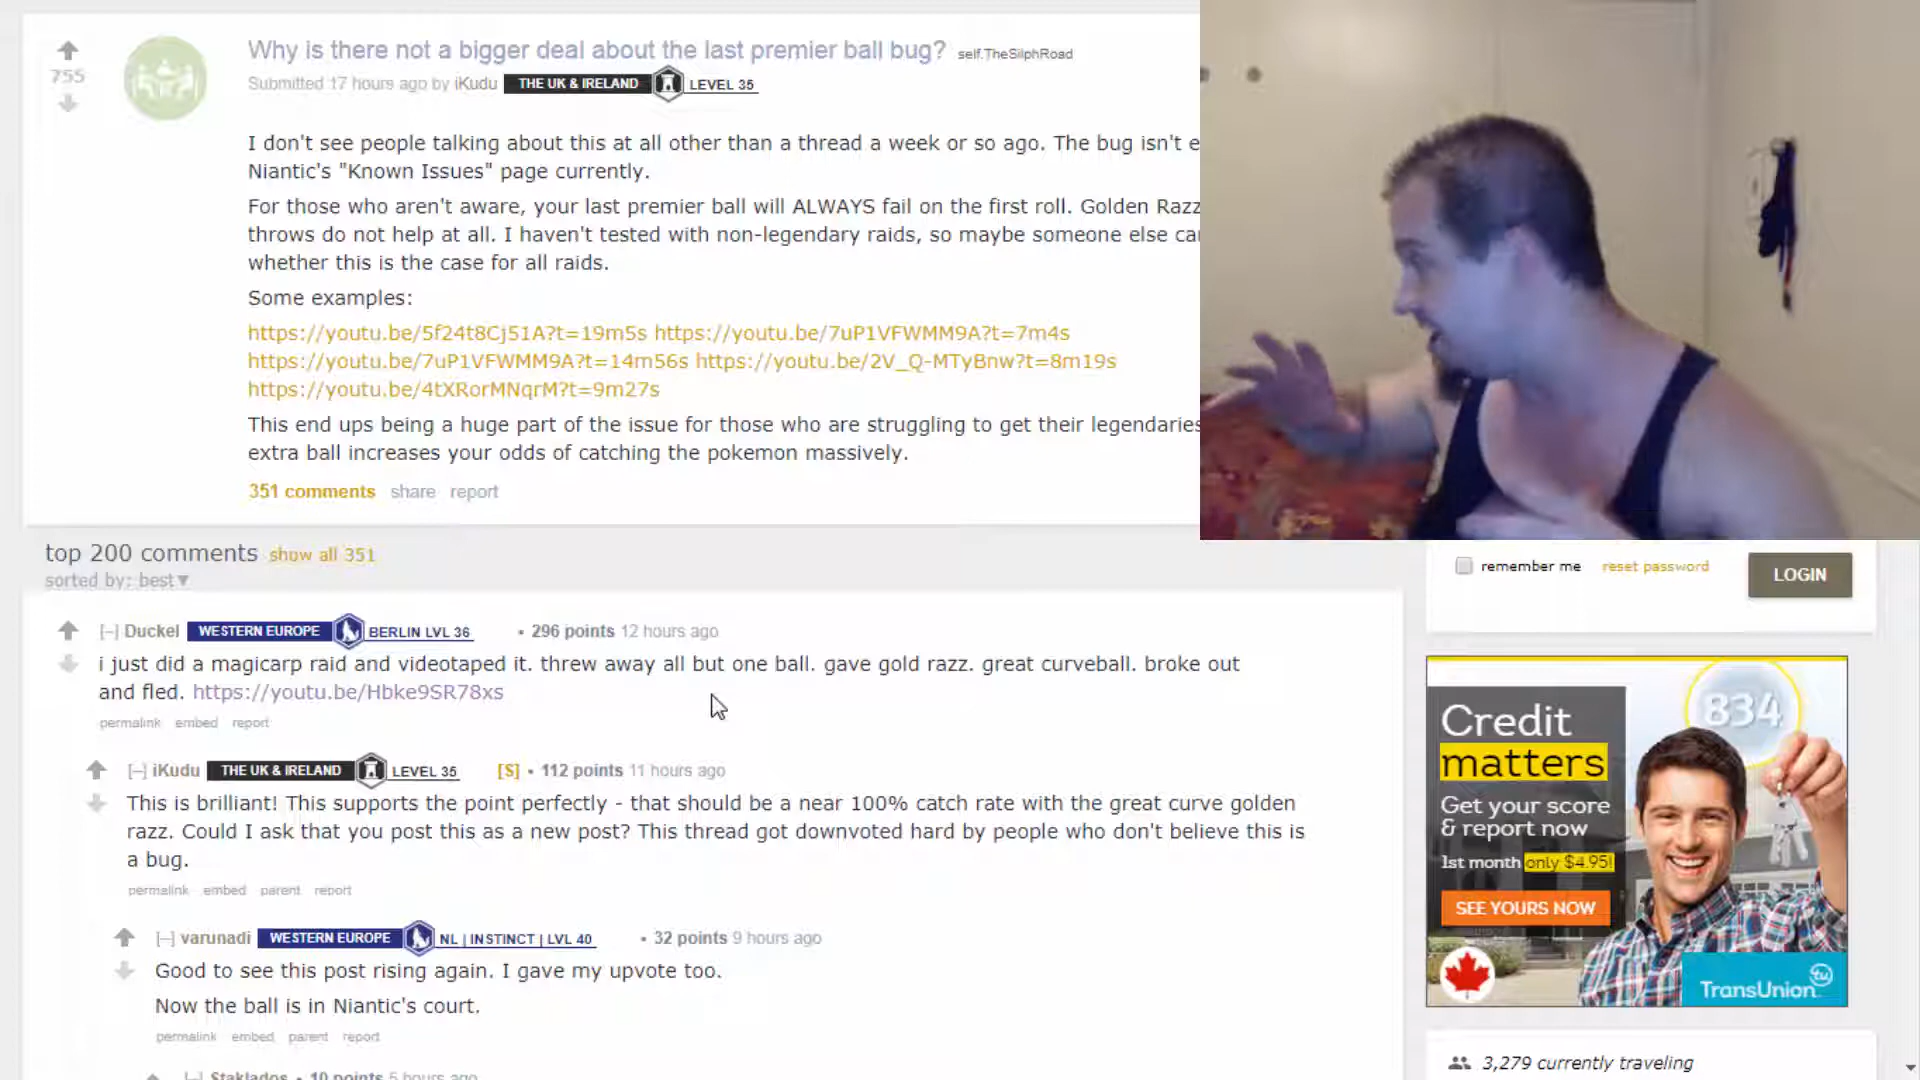 Why is there not a bigger deal about the last premier ball bug? self.TheSilphRoad
755
Submitted 17 hours ago by iKudu THE UK & IRELAND LEVEL 35
I don't see people talking about this at all other than a thread a week or so ago. The bug isn't e
Niantic's "Known Issues" page currently.
For those who aren't aware, your last premier ball will ALWAYS fail on the first roll. Golden Razz
throws do not help at all. I haven't tested with non-legendary raids, so maybe someone else ca
whether this is the case for all raids.
Some examples:
https://youtu.be/5f24t8Cj51A?t=19m5s https://youtu.be/7uP1VFWMM9A?t=7m4s
https://youtu.be/7uP1VFWMM9A?t=14m56s https://youtu.be/2V_Q-MTyBnw?t=8m19s
https://youtu.be/4tXRorMNqrM?t=9m27s
This end ups being a huge part of the issue for those who are struggling to get their legendaries
extra ball increases your odds of catching the pokemon massively.
351 comments share report
top 200 comments show all 351
sorted by: best▼
remember me reset password LOGIN
[–] Duckel WESTERN EUROPE BERLIN LVL 36 • 296 points 12 hours ago
i just did a magicarp raid and videotaped it. threw away all but one ball. gave gold razz. great curveball. broke out
and fled. https://youtu.be/Hbke9SR78xs
permalink embed report
[–] iKudu THE UK & IRELAND LEVEL 35 [S] • 112 points 11 hours ago
This is brilliant! This supports the point perfectly - that should be a near 100% catch rate with the great curve golden
razz. Could I ask that you post this as a new post? This thread got downvoted hard by people who don't believe this is
a bug.
permalink embed parent report
[–] varunadi WESTERN EUROPE NL | INSTINCT | LVL 40 • 32 points 9 hours ago
Good to see this post rising again. I gave my upvote too.
Now the ball is in Niantic's court.
permalink embed parent report
[–] Staklados • 10 points 5 hours ago
834
Credit
matters
Get your score
& report now
1st month only $4.95!
SEE YOURS NOW
tu
TransUnion
3,279 currently traveling